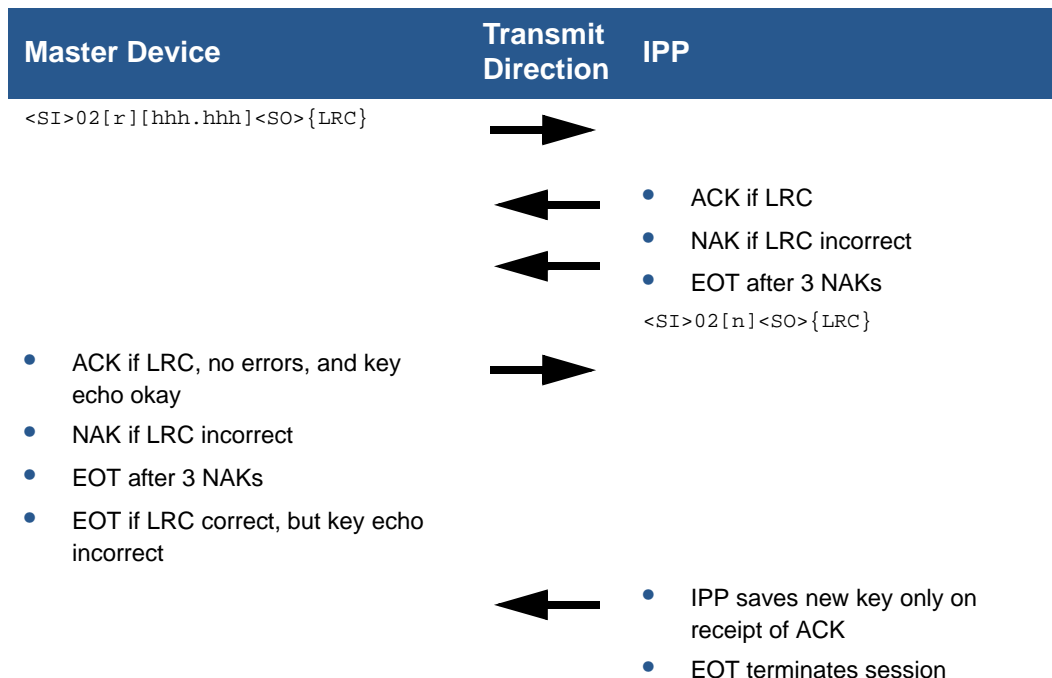 Master Device
Transmit
Direction
IPP
<SI>02[r][hhh.hhh]<SO>{LRC}
• ACK if LRC
• NAK if LRC incorrect
• EOT after 3 NAKs
<SI>02[n]<SO>{LRC}
• ACK if LRC, no errors, and key
echo okay
• NAK if LRC incorrect
• EOT after 3 NAKs
• EOT if LRC correct, but key echo
incorrect
• IPP saves new key only on
receipt of ACK
• EOT terminates session